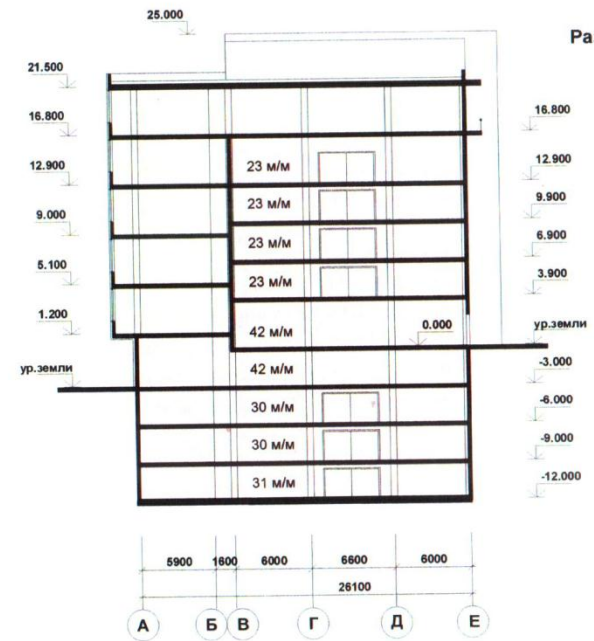 25.000
Ра
21.500
16.800
16.800
12.900
23 м/м
12.900
23 м/м
9.900
9.000
23 м/м
6.900
5.100
23 м/м
3.900
1.200
42 м/м
0.000
ур.земли
ур.земли
42 м/м
-3.000
30 м/м
-6.000
30 м/м
-9.000
31 м/м
-12.000
5900 1600 6000 6600 6000
26100
А Б В Г Д Е